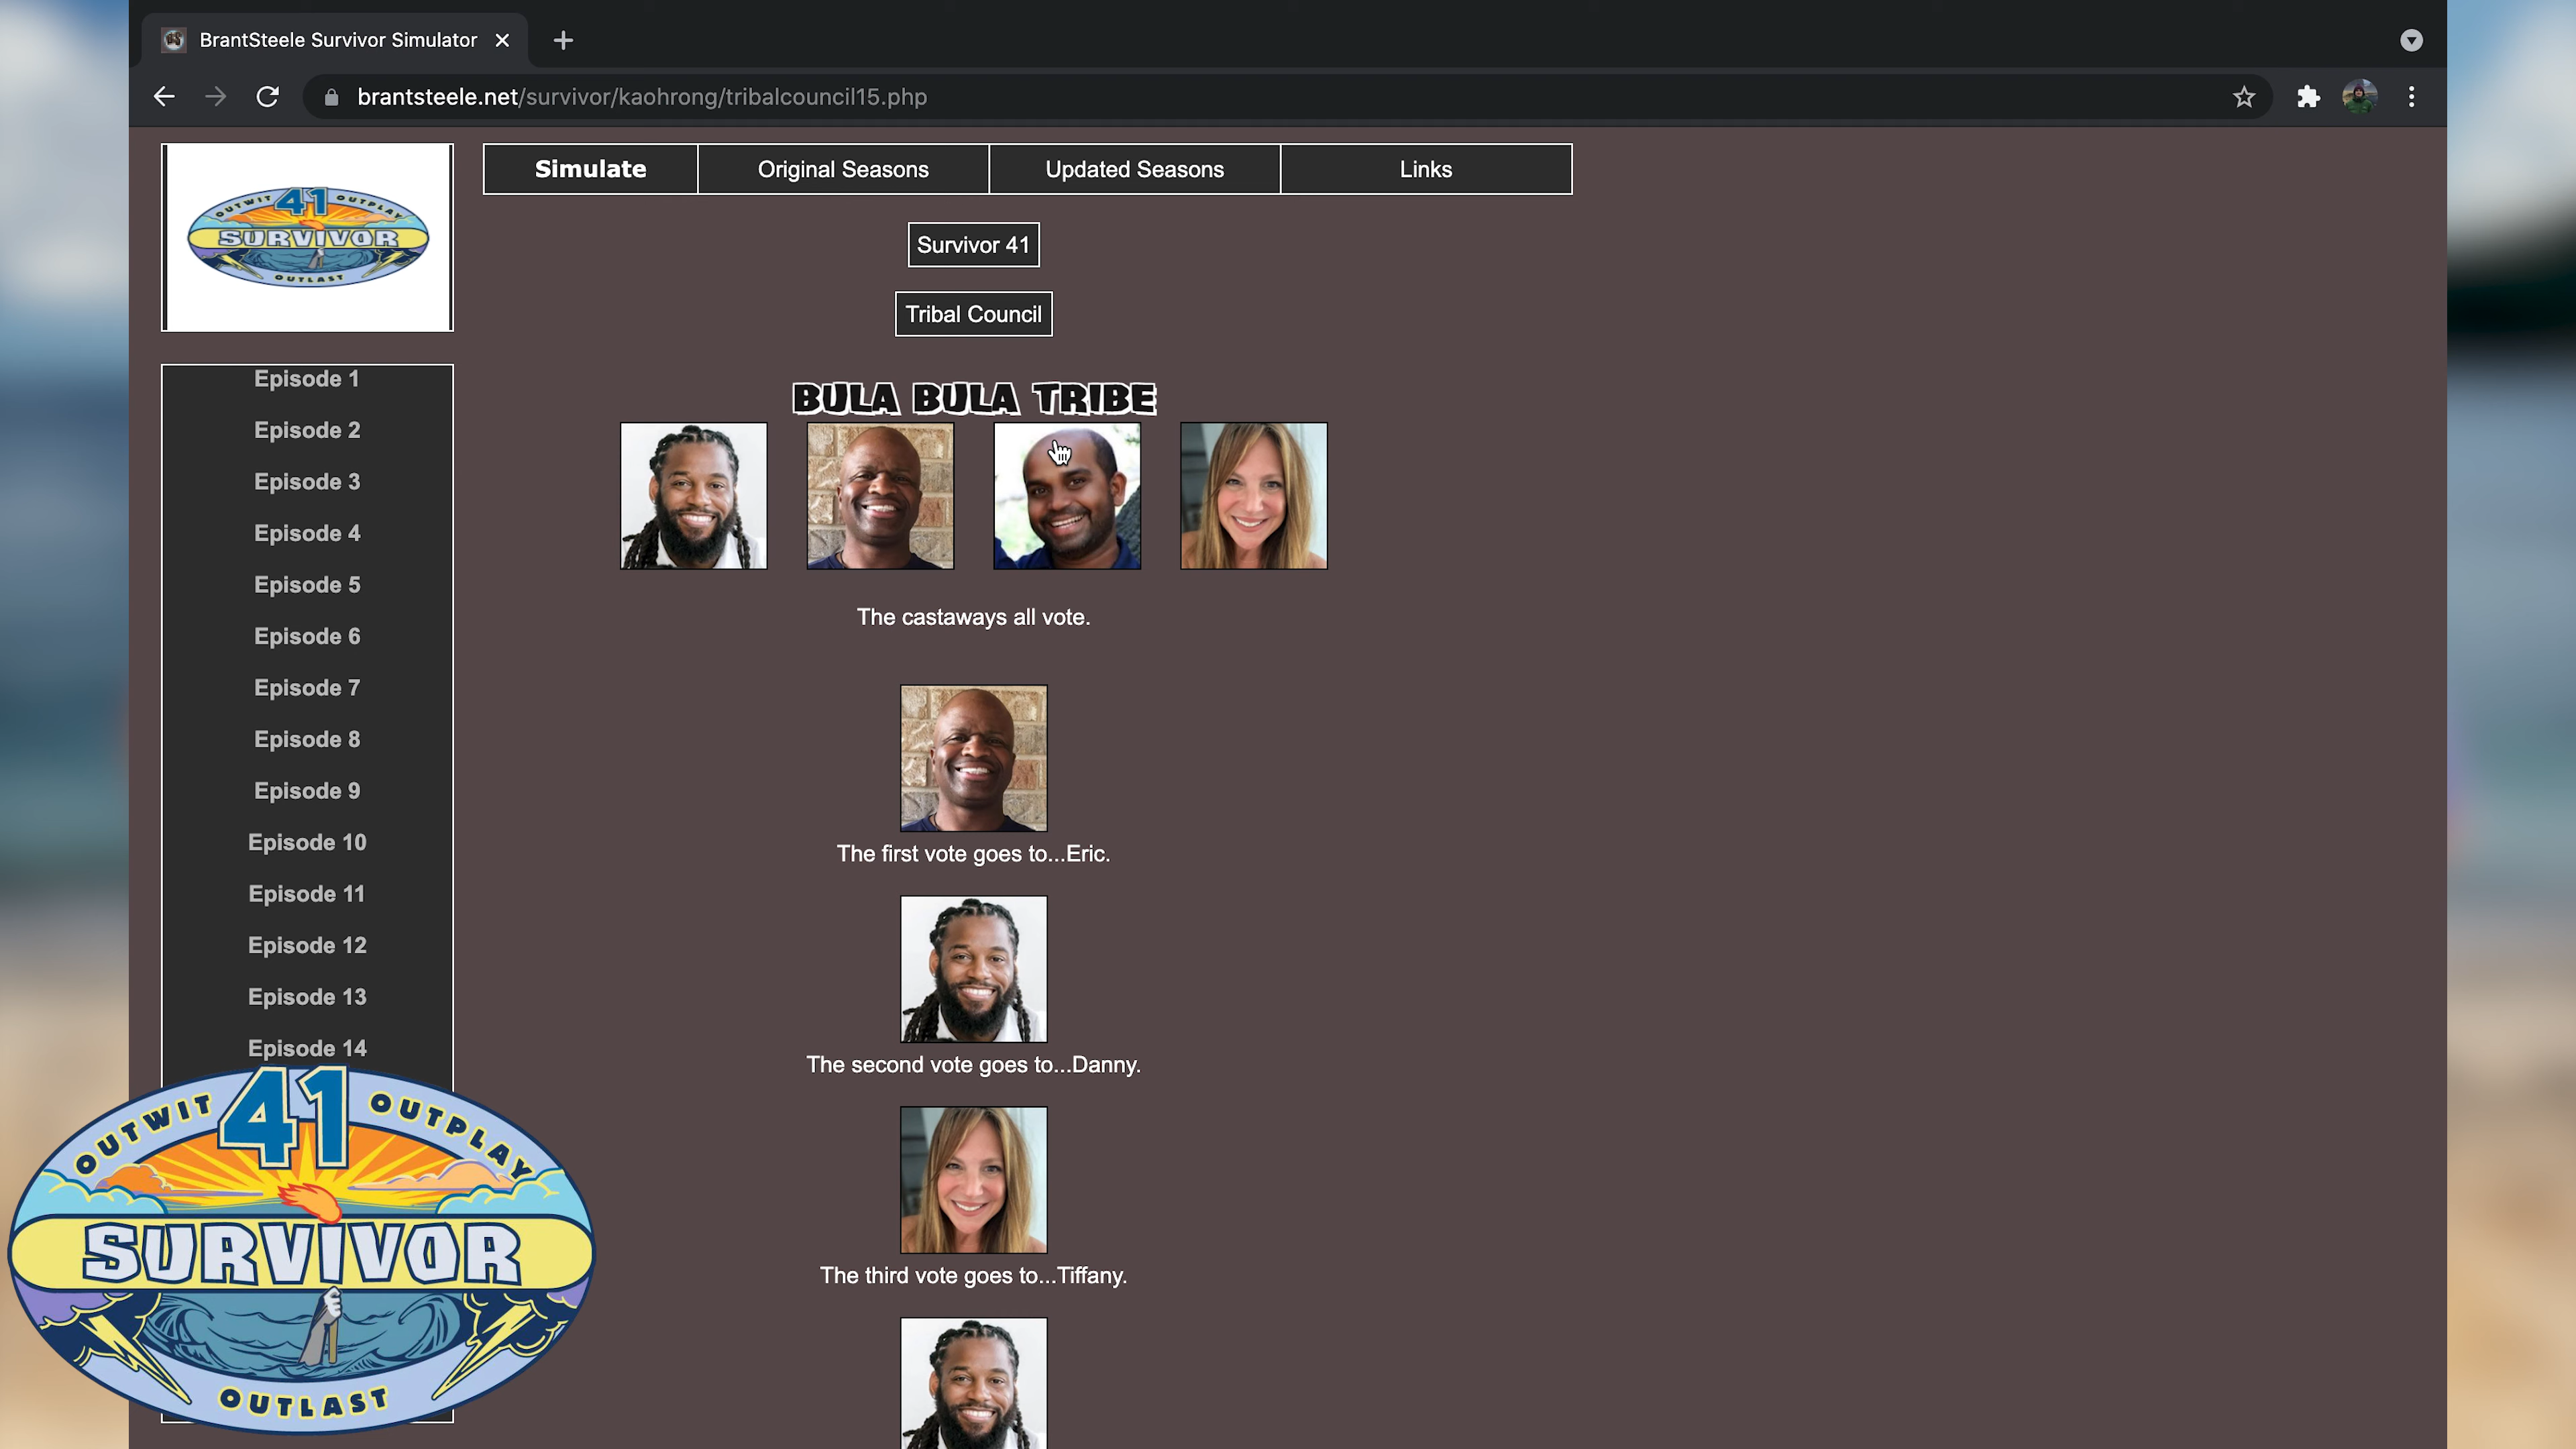 BrantSteele Survivor Simulator
brantsteele.net/survivor/kaohrong/tribalcouncil15.php
OUTWIT 41 OUTPLAY
SURVIVOR
OUTLAST
Simulate Original Seasons Updated Seasons Links
Survivor 41
Tribal Council
BULA BULA TRIBE
The castaways all vote.
The first vote goes to...Eric.
The second vote goes to...Danny.
The third vote goes to...Tiffany.
Episode 1
Episode 2
Episode 3
Episode 4
Episode 5
Episode 6
Episode 7
Episode 8
Episode 9
Episode 10
Episode 11
Episode 12
Episode 13
Episode 14
OUTWIT 41 OUTPLAY
SURVIVOR
OUTLAST